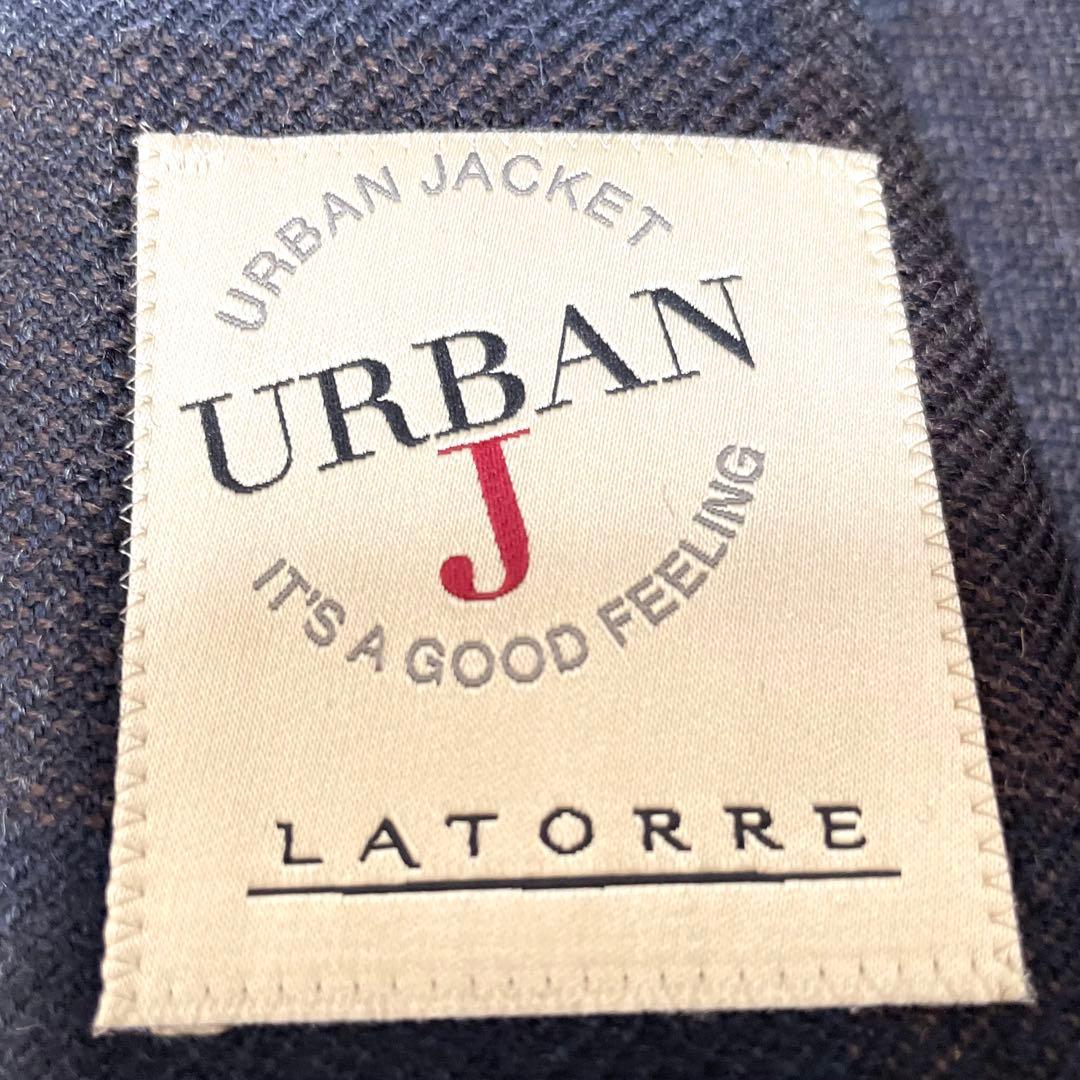 URBAN JACKET
URBAN
J
IT'S A GOOD FEELING
LATORRE